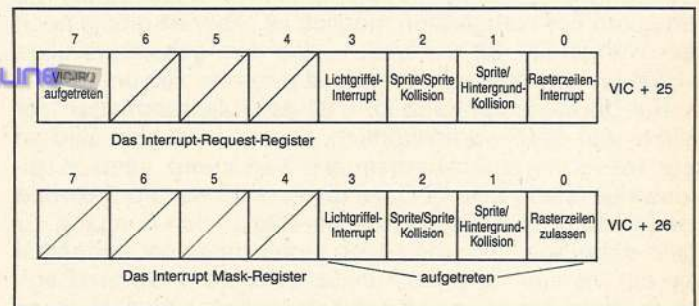 7 6 5 4 3 2 1 0
aufgetreten
Lichtgriffel-
Interrupt
Sprite/Sprite
Kollision
Sprite/
Hintergrund-
Kollision
Rasterzeilen-
Interrupt
VIC + 25
Das Interrupt-Request-Register
7 6 5 4 3 2 1 0
Lichtgriffel-
Interrupt
Sprite/Sprite
Kollision
Sprite/
Hintergrund-
Kollision
Rasterzeilen
zulassen
VIC + 26
Das Interrupt Mask-Register
aufgetreten